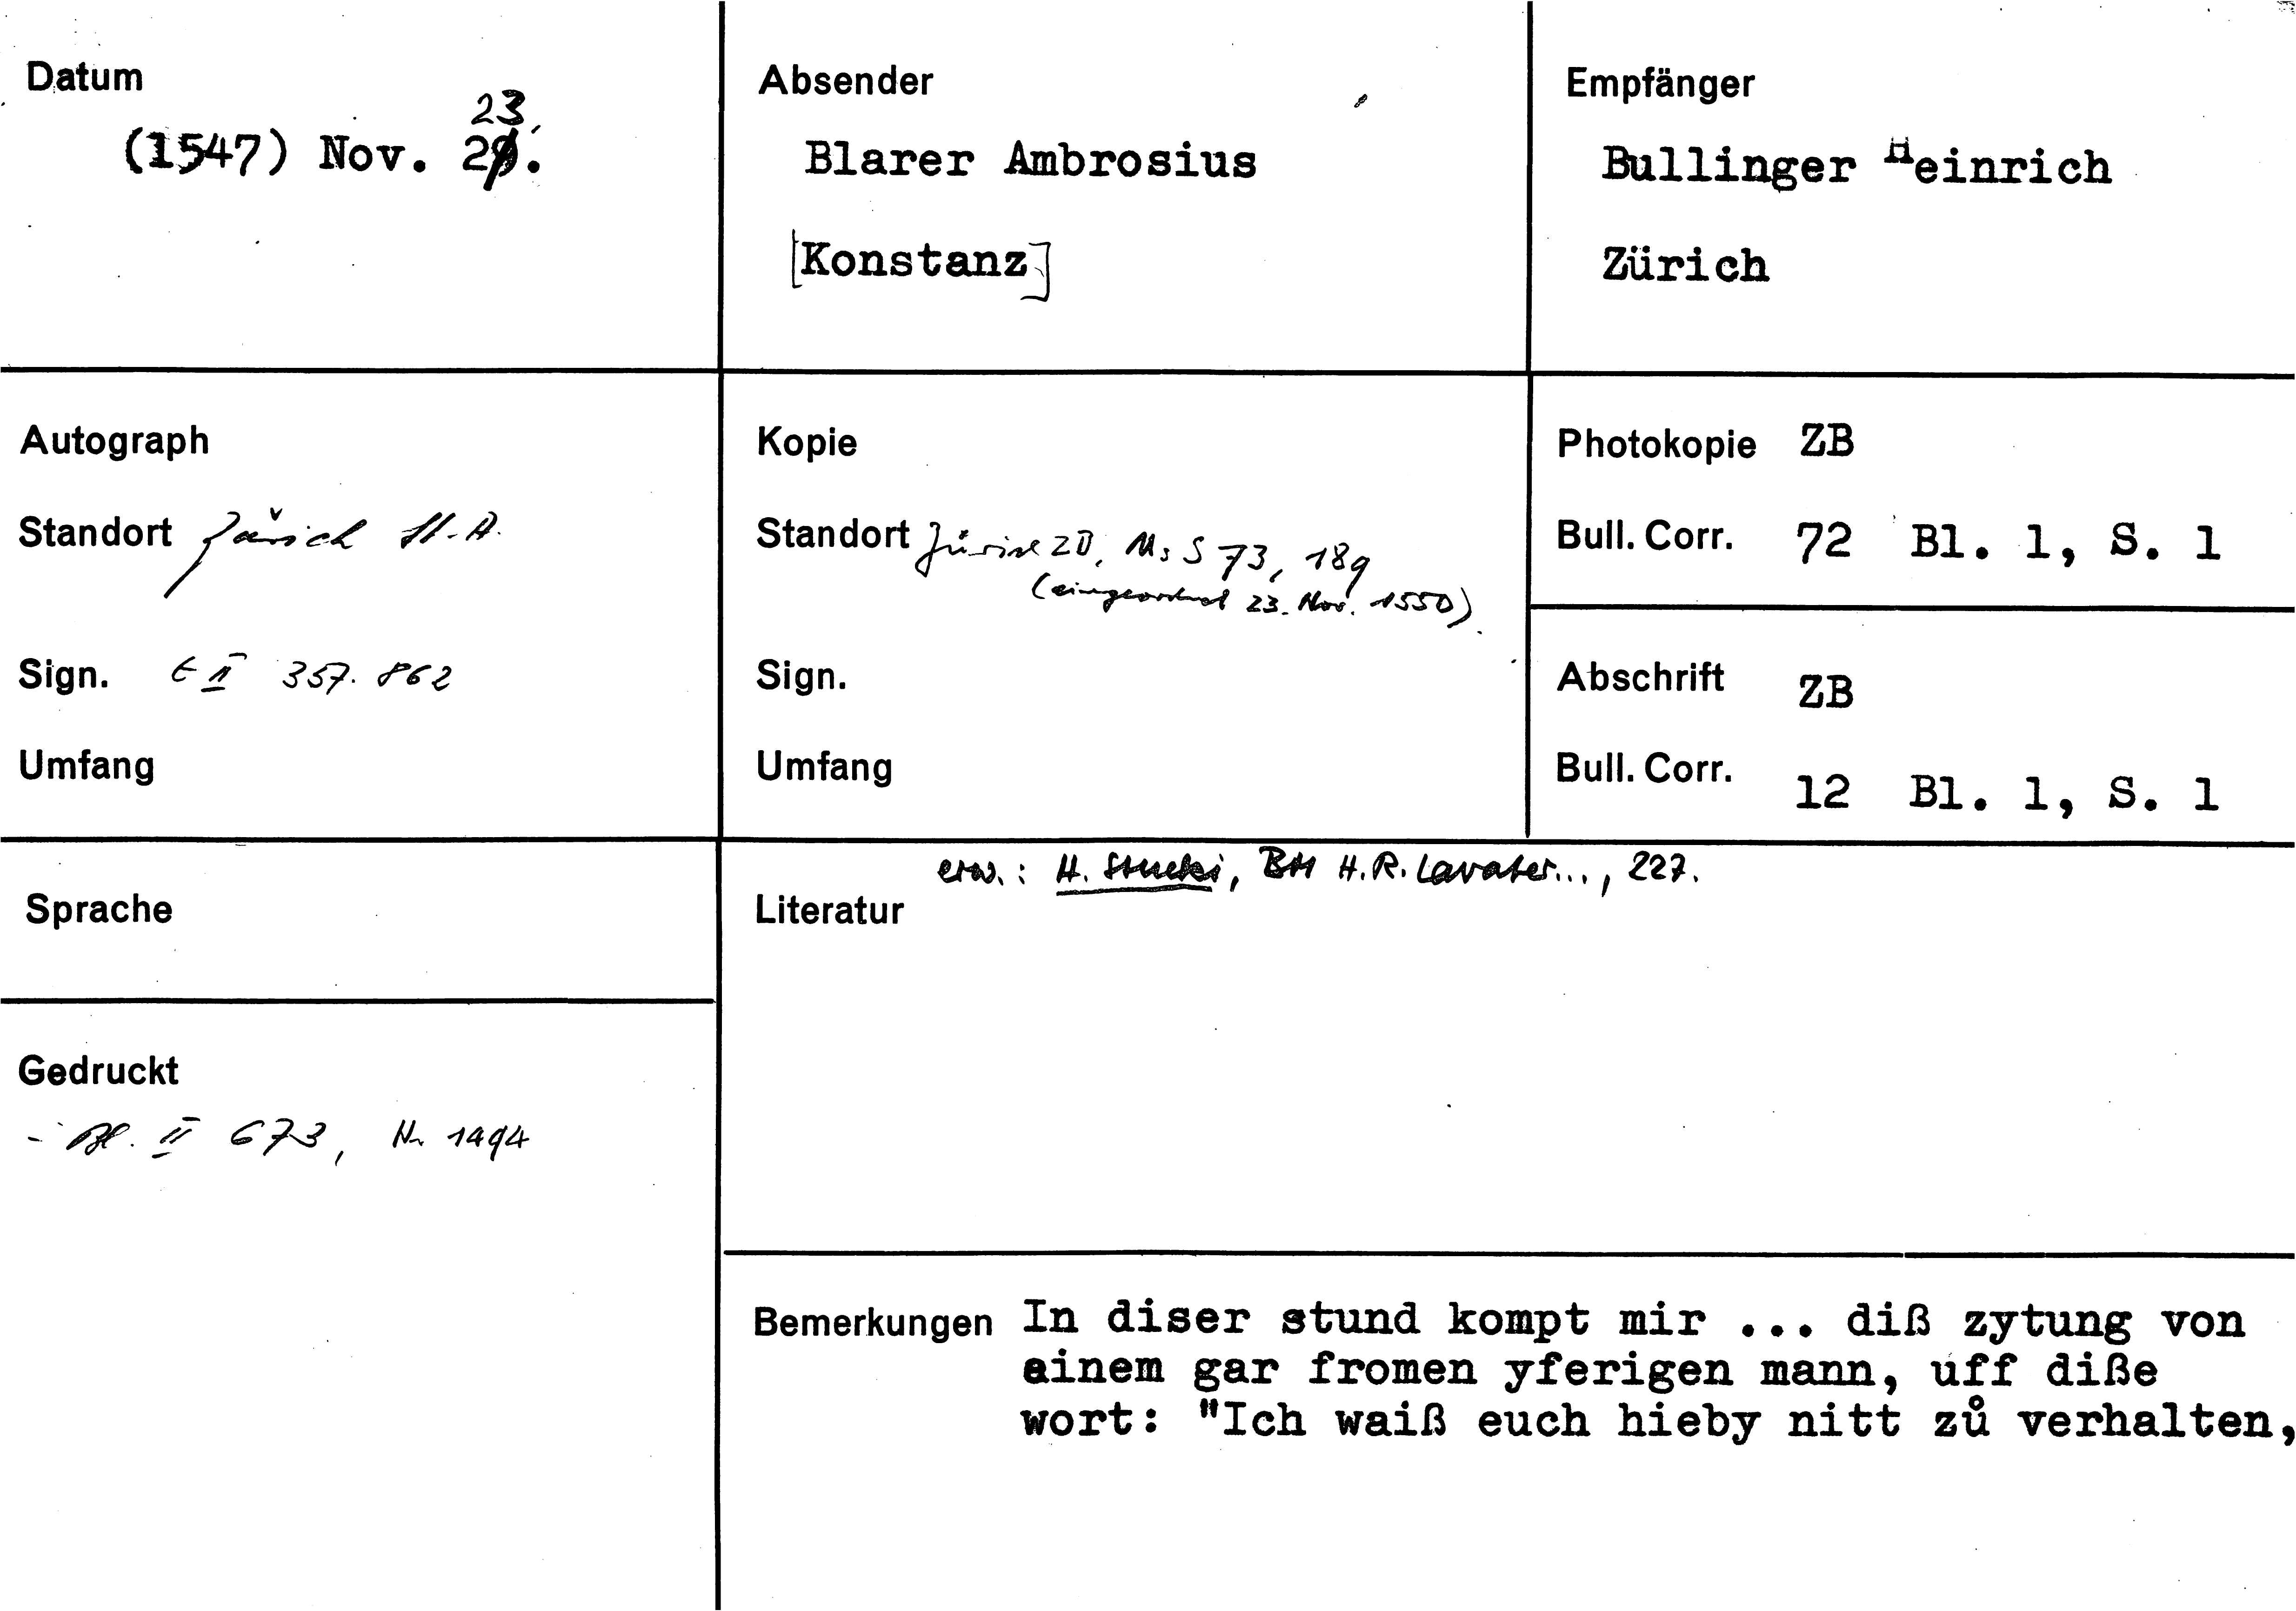 Datum
23.
(1547) Nov. 29.
Absender
Blarer Ambrosius
[Konstanz]
Empfänger
Bullinger Heinrich
Zürich
Autograph
Standort Zürich St.A.
Sign. E II 357. 862
Umfang
Kopie
Standort Zürich ZB, Ms S 73, 189
(eingeordnet 23. Nov. 1550)
Sign.
Umfang
Photokopie ZB
Bull. Corr. 72 Bl. 1, S. 1
Abschrift ZB
Bull. Corr. 12 Bl. 1, S. 1
Sprache
Gedruckt
- Bl. II 673, Nr 1494
erw.: H. Stucki, BM H.R. Lavater..., 227.
Literatur
Bemerkungen In diser stund kompt mir ... diß zytung von
einem gar fromen yferigen mann, uff diße
wort: "Ich waiß euch hieby nitt zů verhalten,